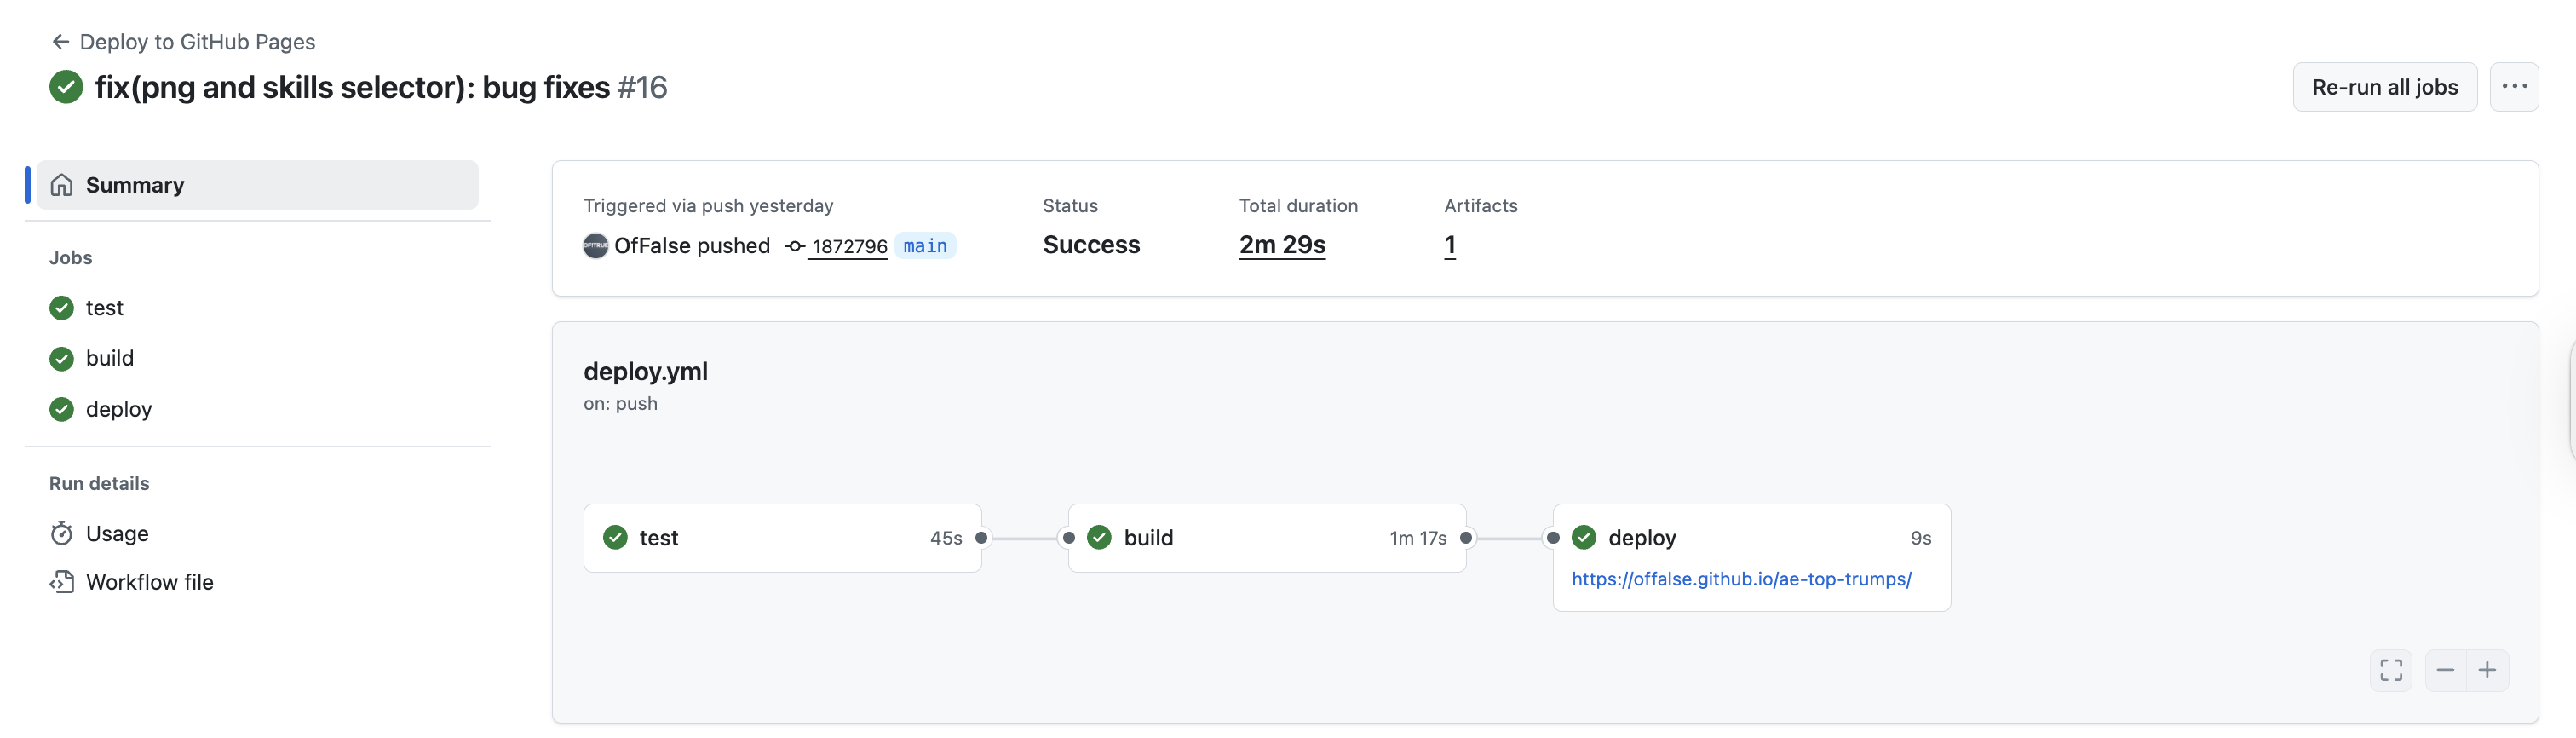 Deploy to GitHub Pages
fix(png and skills selector): bug fixes #16
Re-run all jobs
Summary
Jobs
test
build
deploy
Run details
Usage
Workflow file
Triggered via push yesterday
OfFalse pushed 1872796 main
Status
Success
Total duration
2m 29s
Artifacts
1
deploy.yml
on: push
test 45s
build 1m 17s
deploy 9s
https://offalse.github.io/ae-top-trumps/